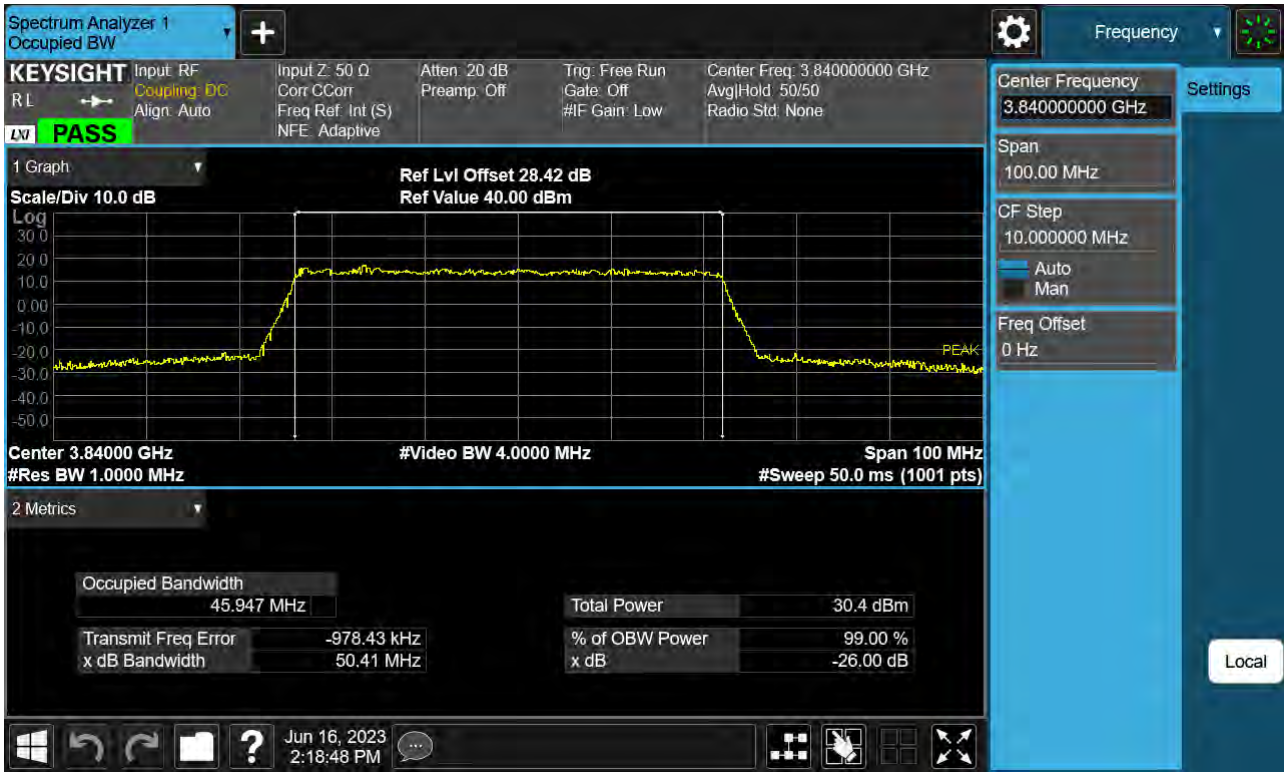 Spectrum Analyzer 1
Occupied BW
+
Frequency
KEYSIGHT
RL
LXI
PASS
Input: RF
Coupling: DC
Align: Auto
Input Z: 50 Ω
Corr CCorr
Freq Ref: Int (S)
NFE: Adaptive
Atten: 20 dB
Preamp: Off
Trig: Free Run
Gate: Off
#IF Gain: Low
Center Freq: 3.840000000 GHz
Avg|Hold: 50/50
Radio Std: None
Center Frequency
3.840000000 GHz
Settings
Span
100.00 MHz
CF Step
10.000000 MHz
Auto
Man
Freq Offset
0 Hz
Local
1 Graph
Scale/Div 10.0 dB
Ref Lvl Offset 28.42 dB
Ref Value 40.00 dBm
Log
30.0
20.0
10.0
0.00
-10.0
-20.0
-30.0
-40.0
-50.0
PEAK
Center 3.84000 GHz
#Video BW 4.0000 MHz
Span 100 MHz
#Res BW 1.0000 MHz
#Sweep 50.0 ms (1001 pts)
2 Metrics
Occupied Bandwidth
45.947 MHz
Total Power 30.4 dBm
Transmit Freq Error -978.43 kHz
% of OBW Power 99.00 %
x dB Bandwidth 50.41 MHz
x dB -26.00 dB
?
Jun 16, 2023
2:18:48 PM